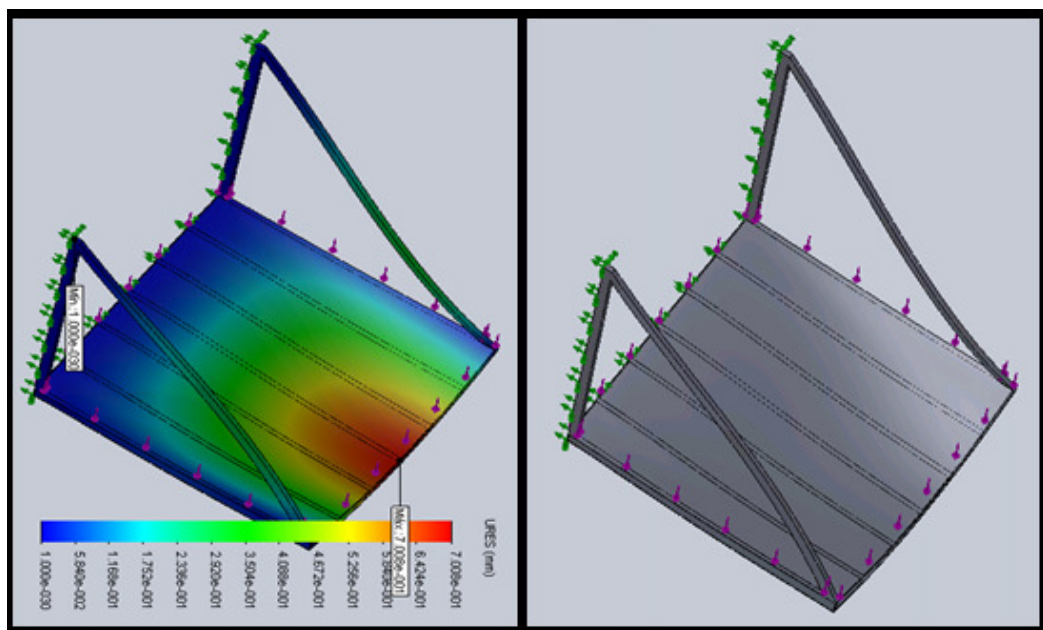 Min.:1.000e-030
Max.:7.008e-001
URES (mm)
7.008e-001
6.424e-001
5.840e-001
5.256e-001
4.672e-001
4.088e-001
3.504e-001
2.920e-001
2.336e-001
1.752e-001
1.168e-001
5.840e-002
1.000e-030